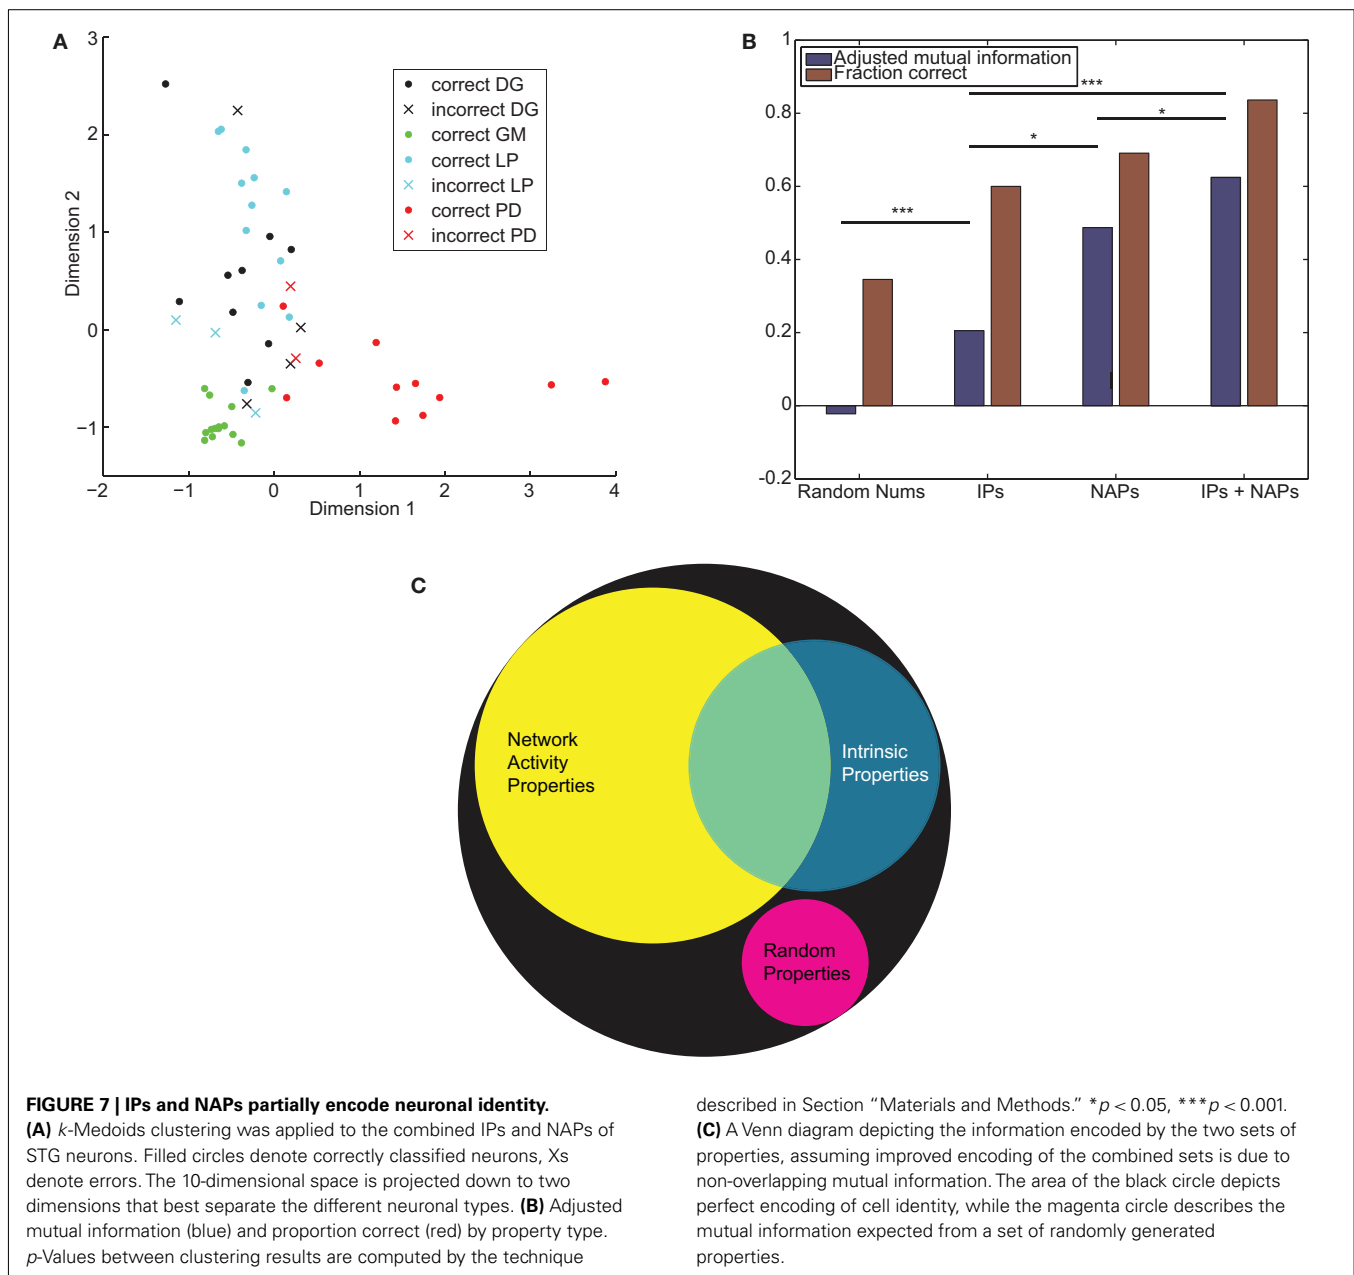 A
3
2
1
0
−1
−2
−1
0
1
2
3
4
Dimension 2
Dimension 1
correct DG
incorrect DG
correct GM
correct LP
incorrect LP
correct PD
incorrect PD
B
1
0.8
0.6
0.4
0.2
0
-0.2
Adjusted mutual information
Fraction correct
***
*
*
***
Random Nums
IPs
NAPs
IPs + NAPs
C
Network
Activity
Properties
Intrinsic
Properties
Random
Properties
FIGURE 7 | IPs and NAPs partially encode neuronal identity.
(A) k-Medoids clustering was applied to the combined IPs and NAPs of
STG neurons. Filled circles denote correctly classified neurons, Xs
denote errors. The 10-dimensional space is projected down to two
dimensions that best separate the different neuronal types. (B) Adjusted
mutual information (blue) and proportion correct (red) by property type.
p-Values between clustering results are computed by the technique
described in Section “Materials and Methods.” *p < 0.05, ***p < 0.001.
(C) A Venn diagram depicting the information encoded by the two sets of
properties, assuming improved encoding of the combined sets is due to
non-overlapping mutual information. The area of the black circle depicts
perfect encoding of cell identity, while the magenta circle describes the
mutual information expected from a set of randomly generated
properties.